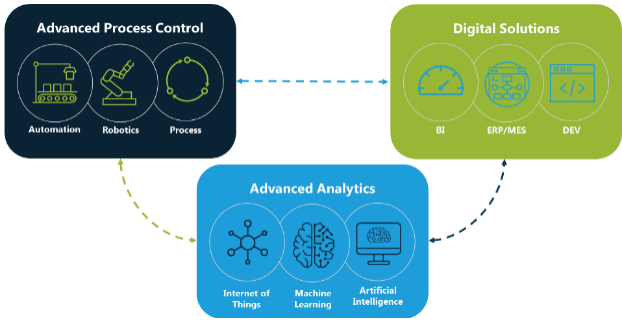 Advanced Process Control
Automation
Robotics
Process
Digital Solutions
BI
ERP/MES
DEV
</>
Advanced Analytics
Internet of
Things
Machine
Learning
Artificial
Intelligence